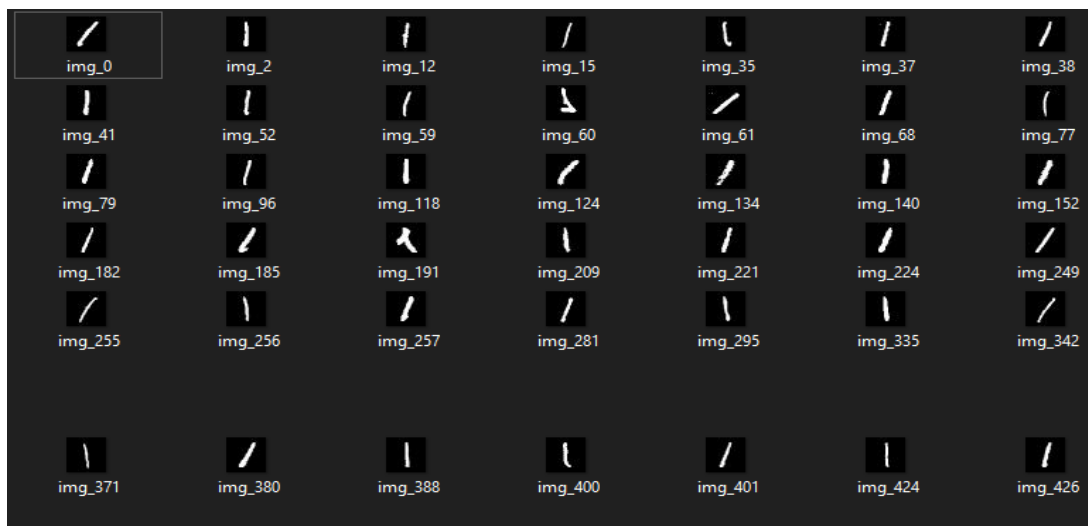 img_0 img_2 img_12 img_15 img_35 img_37 img_38
img_41 img_52 img_59 img_60 img_61 img_68 img_77
img_79 img_96 img_118 img_124 img_134 img_140 img_152
img_182 img_185 img_191 img_209 img_221 img_224 img_249
img_255 img_256 img_257 img_281 img_295 img_335 img_342
img_371 img_380 img_388 img_400 img_401 img_424 img_426